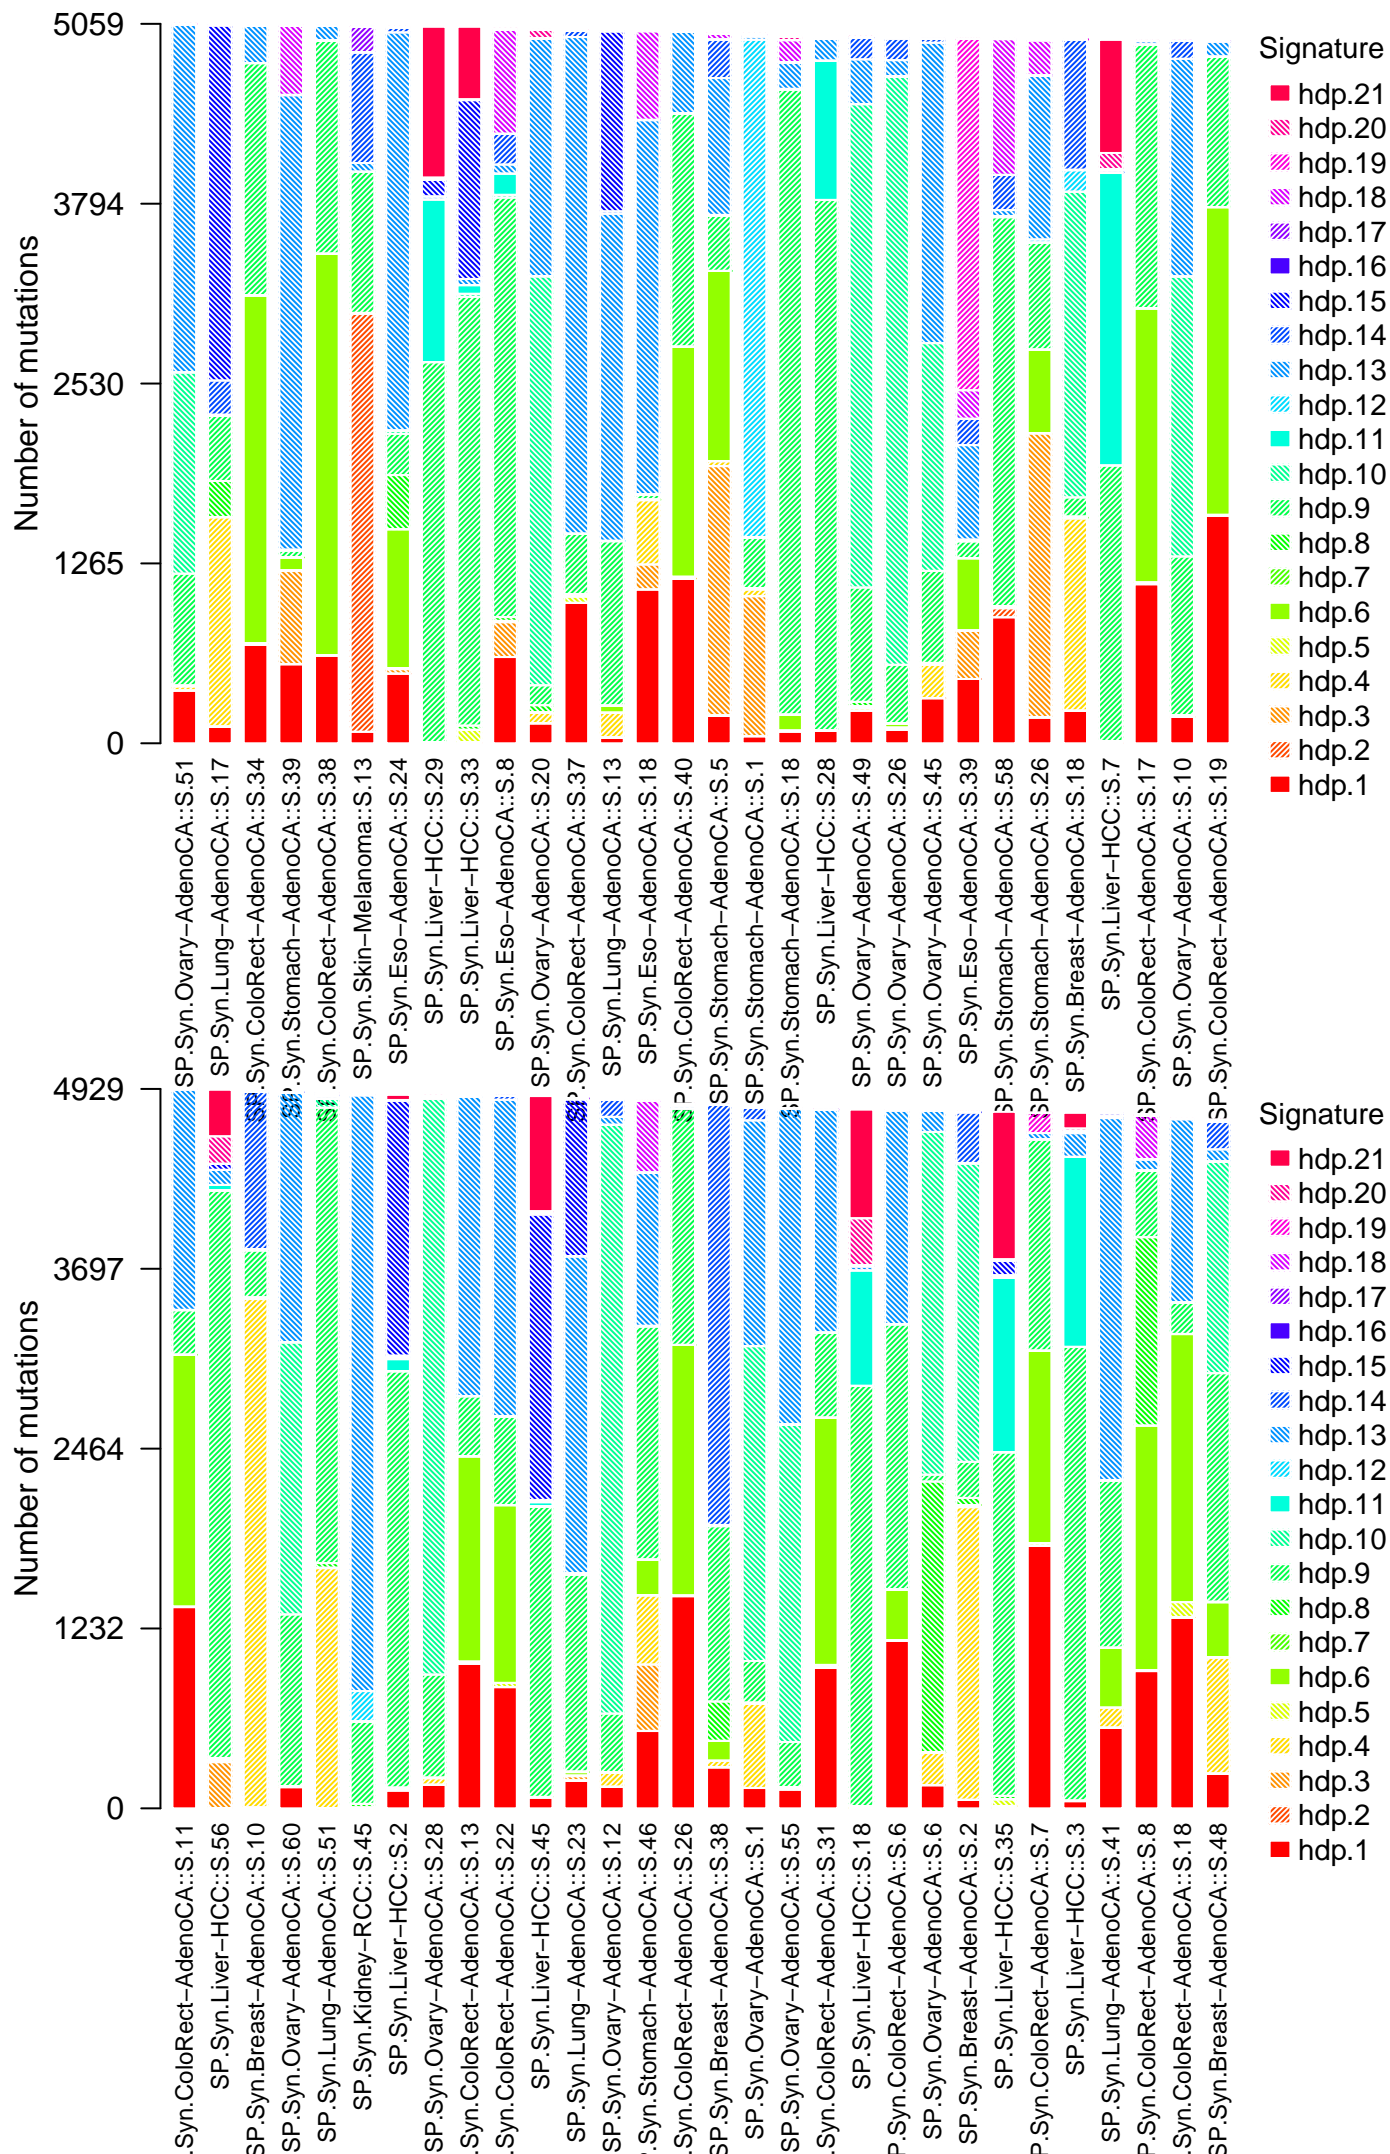 5059
3794
2530
1265
0
Number of mutations
SP.Syn.Ovary−AdenoCA::S.51
SP.Syn.Lung−AdenoCA::S.17
SP.Syn.ColoRect−AdenoCA::S.34
SP.Syn.Stomach−AdenoCA::S.39
SP.Syn.ColoRect−AdenoCA::S.38
SP.Syn.Skin−Melanoma::S.13
SP.Syn.Eso−AdenoCA::S.24
SP.Syn.Liver−HCC::S.29
SP.Syn.Liver−HCC::S.33
SP.Syn.Eso−AdenoCA::S.8
SP.Syn.Ovary−AdenoCA::S.20
SP.Syn.ColoRect−AdenoCA::S.37
SP.Syn.Lung−AdenoCA::S.13
SP.Syn.Eso−AdenoCA::S.18
SP.Syn.ColoRect−AdenoCA::S.40
SP.Syn.Stomach−AdenoCA::S.5
SP.Syn.Stomach−AdenoCA::S.1
SP.Syn.Stomach−AdenoCA::S.18
SP.Syn.Liver−HCC::S.28
SP.Syn.Ovary−AdenoCA::S.49
SP.Syn.Ovary−AdenoCA::S.26
SP.Syn.Ovary−AdenoCA::S.45
SP.Syn.Eso−AdenoCA::S.39
SP.Syn.Stomach−AdenoCA::S.58
SP.Syn.Stomach−AdenoCA::S.26
SP.Syn.Breast−AdenoCA::S.18
SP.Syn.Liver−HCC::S.7
SP.Syn.ColoRect−AdenoCA::S.17
SP.Syn.Ovary−AdenoCA::S.10
SP.Syn.ColoRect−AdenoCA::S.19
Signature
hdp.21
hdp.20
hdp.19
hdp.18
hdp.17
hdp.16
hdp.15
hdp.14
hdp.13
hdp.12
hdp.11
hdp.10
hdp.9
hdp.8
hdp.7
hdp.6
hdp.5
hdp.4
hdp.3
hdp.2
hdp.1
4929
3697
2464
1232
0
Number of mutations
.Syn.ColoRect−AdenoCA::S.11
SP.Syn.Liver−HCC::S.56
SP.Syn.Breast−AdenoCA::S.10
SP.Syn.Ovary−AdenoCA::S.60
SP.Syn.Lung−AdenoCA::S.51
SP.Syn.Kidney−RCC::S.45
SP.Syn.Liver−HCC::S.2
SP.Syn.Ovary−AdenoCA::S.28
.Syn.ColoRect−AdenoCA::S.13
.Syn.ColoRect−AdenoCA::S.22
SP.Syn.Liver−HCC::S.45
SP.Syn.Lung−AdenoCA::S.23
SP.Syn.Ovary−AdenoCA::S.12
P.Syn.Stomach−AdenoCA::S.46
.Syn.ColoRect−AdenoCA::S.26
SP.Syn.Breast−AdenoCA::S.38
SP.Syn.Ovary−AdenoCA::S.1
SP.Syn.Ovary−AdenoCA::S.55
.Syn.ColoRect−AdenoCA::S.31
SP.Syn.Liver−HCC::S.18
P.Syn.ColoRect−AdenoCA::S.6
SP.Syn.Ovary−AdenoCA::S.6
SP.Syn.Breast−AdenoCA::S.2
SP.Syn.Liver−HCC::S.35
P.Syn.ColoRect−AdenoCA::S.7
SP.Syn.Liver−HCC::S.3
SP.Syn.Lung−AdenoCA::S.41
P.Syn.ColoRect−AdenoCA::S.8
.Syn.ColoRect−AdenoCA::S.18
SP.Syn.Breast−AdenoCA::S.48
Signature
hdp.21
hdp.20
hdp.19
hdp.18
hdp.17
hdp.16
hdp.15
hdp.14
hdp.13
hdp.12
hdp.11
hdp.10
hdp.9
hdp.8
hdp.7
hdp.6
hdp.5
hdp.4
hdp.3
hdp.2
hdp.1